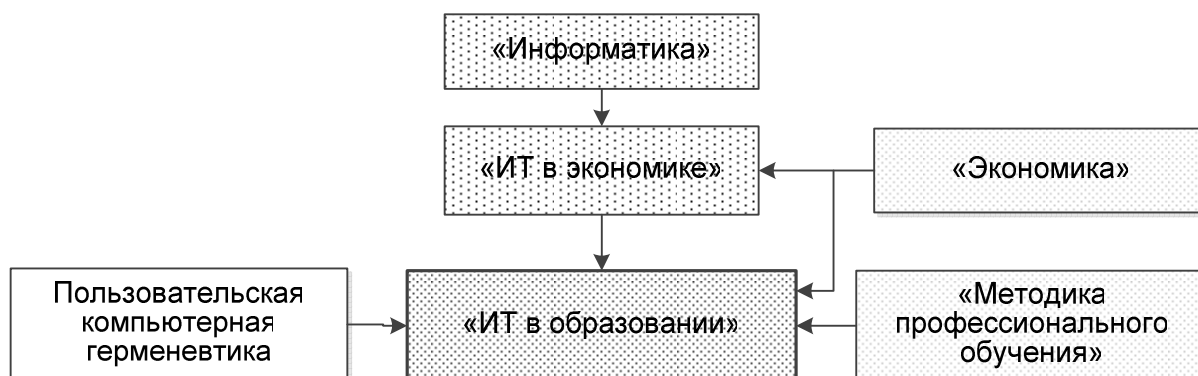 «Информатика»
«ИТ в экономике»
«Экономика»
Пользовательская
компьютерная
герменевтика
«ИТ в образовании»
«Методика
профессионального
обучения»